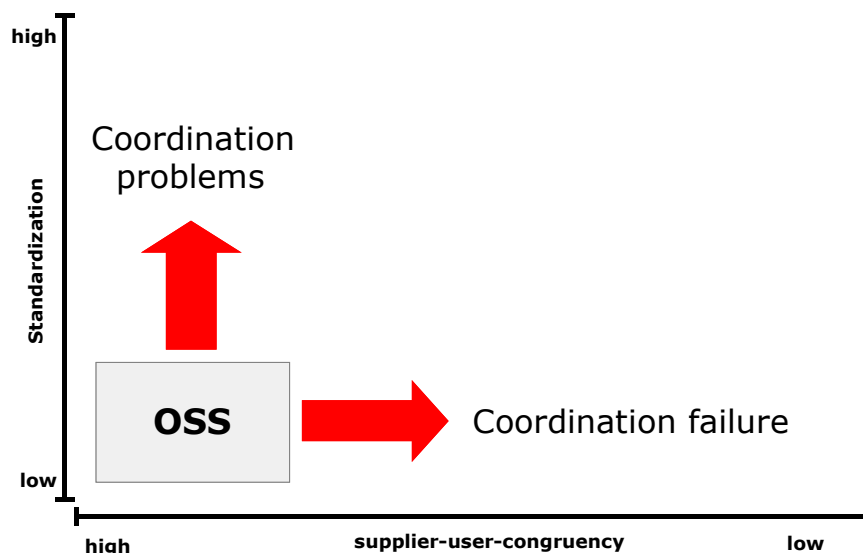 high
Coordination
problems
Standardization
OSS
Coordination failure
low
high
supplier-user-congruency
low